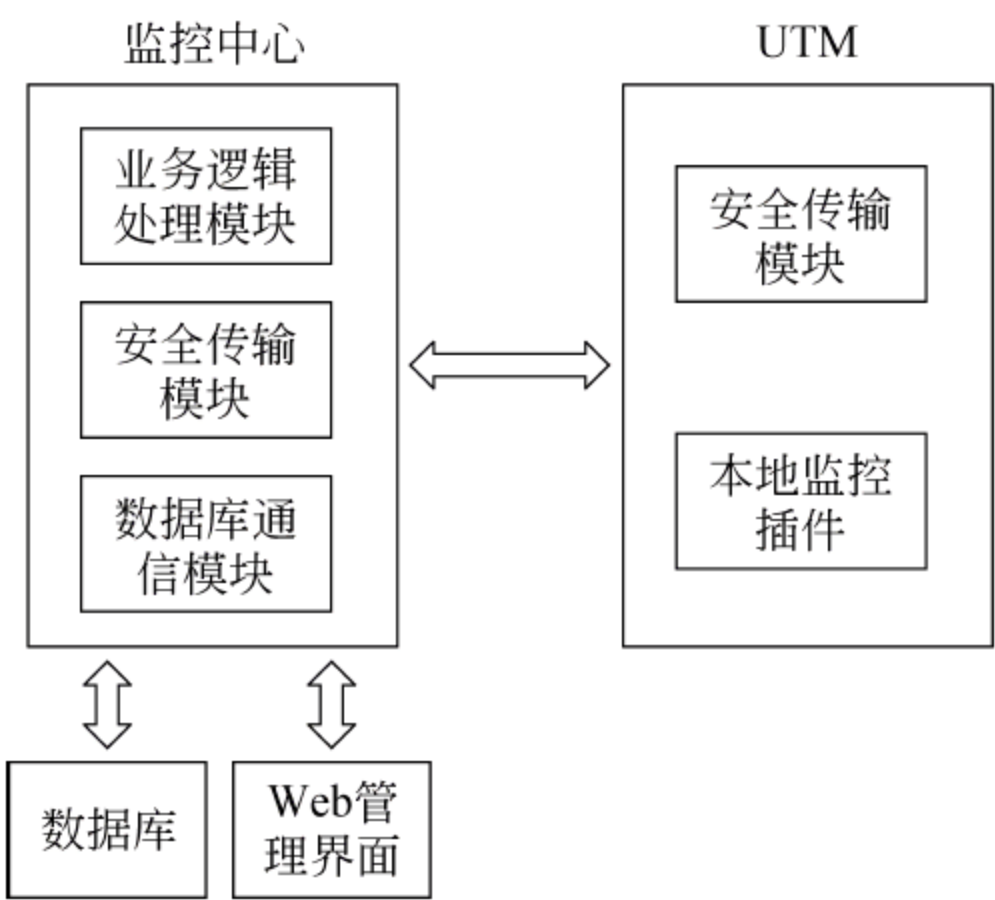 监控中心
业务逻辑
处理模块
安全传输
模块
数据库通
信模块
UTM
安全传输
模块
本地监控
插件
数据库
Web管
理界面